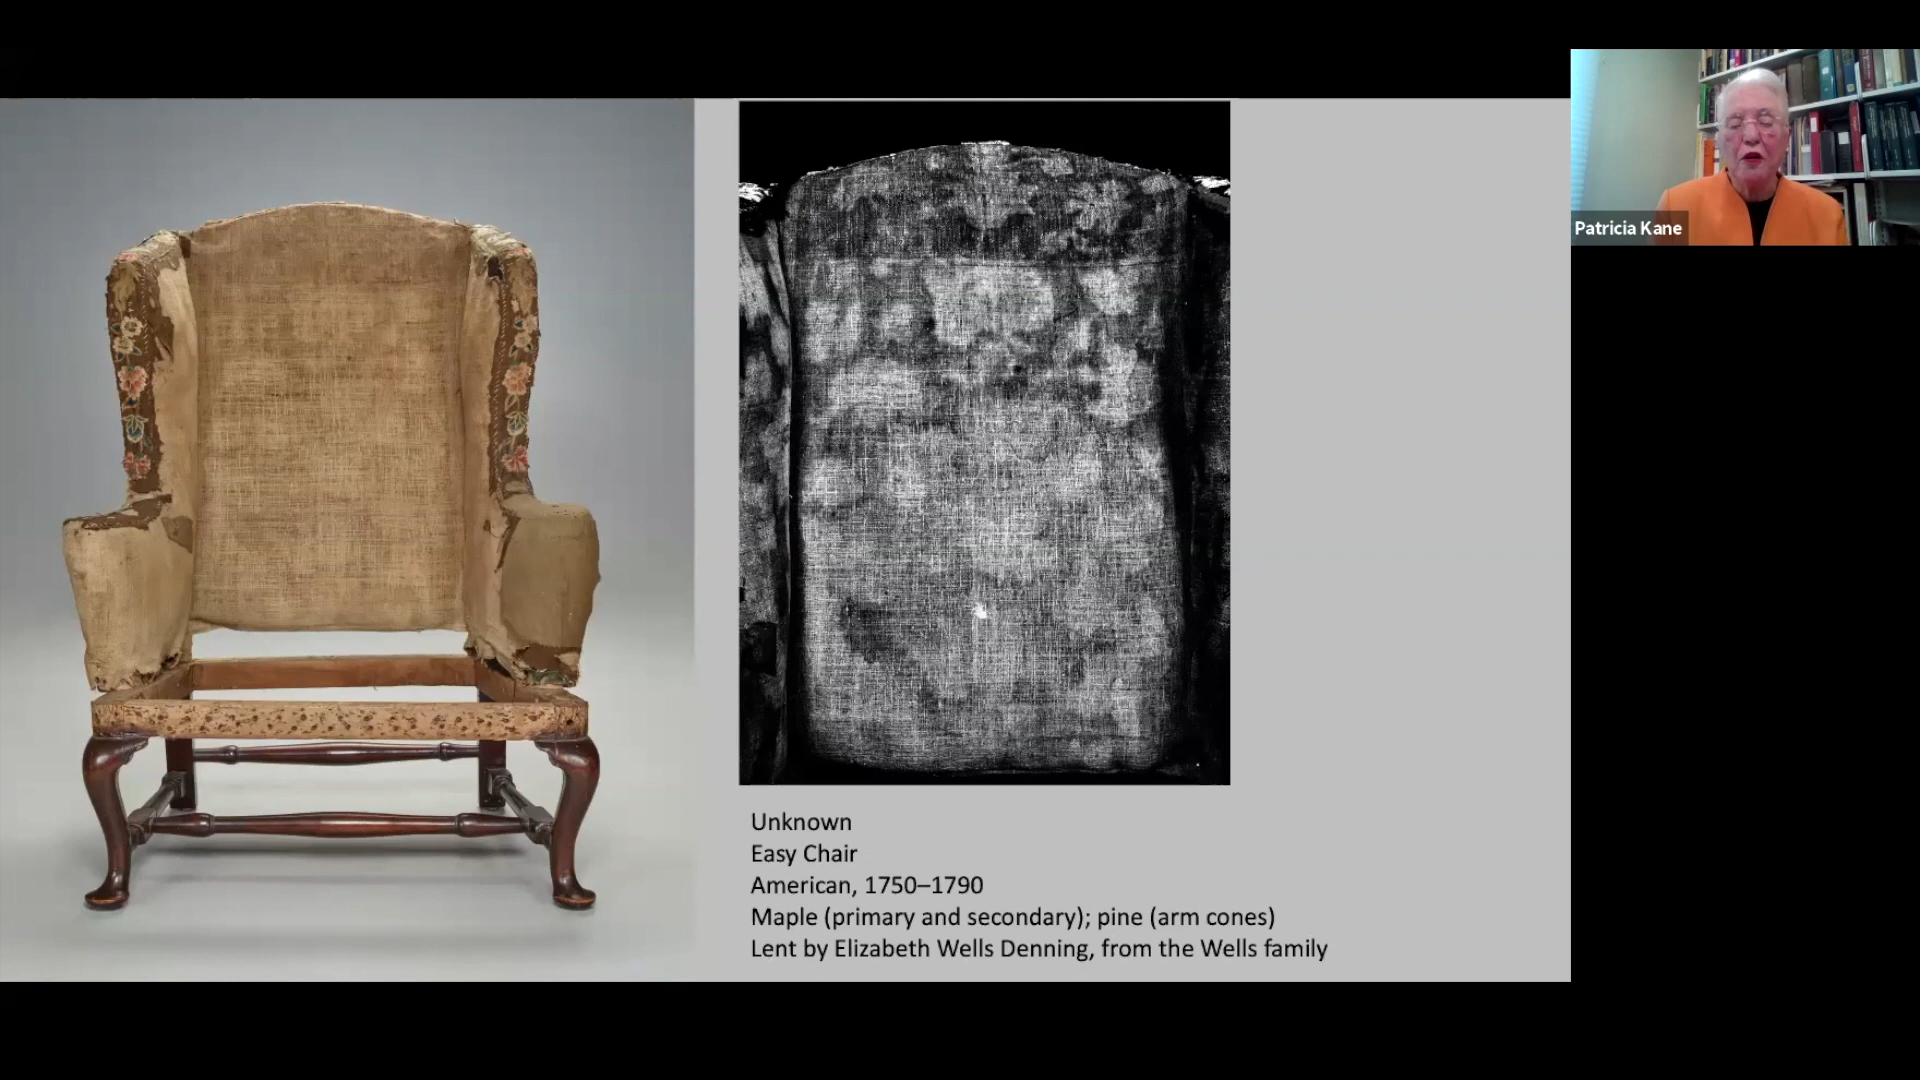 Patricia Kane
Unknown
Easy Chair
American, 1750–1790
Maple (primary and secondary); pine (arm cones)
Lent by Elizabeth Wells Denning, from the Wells family